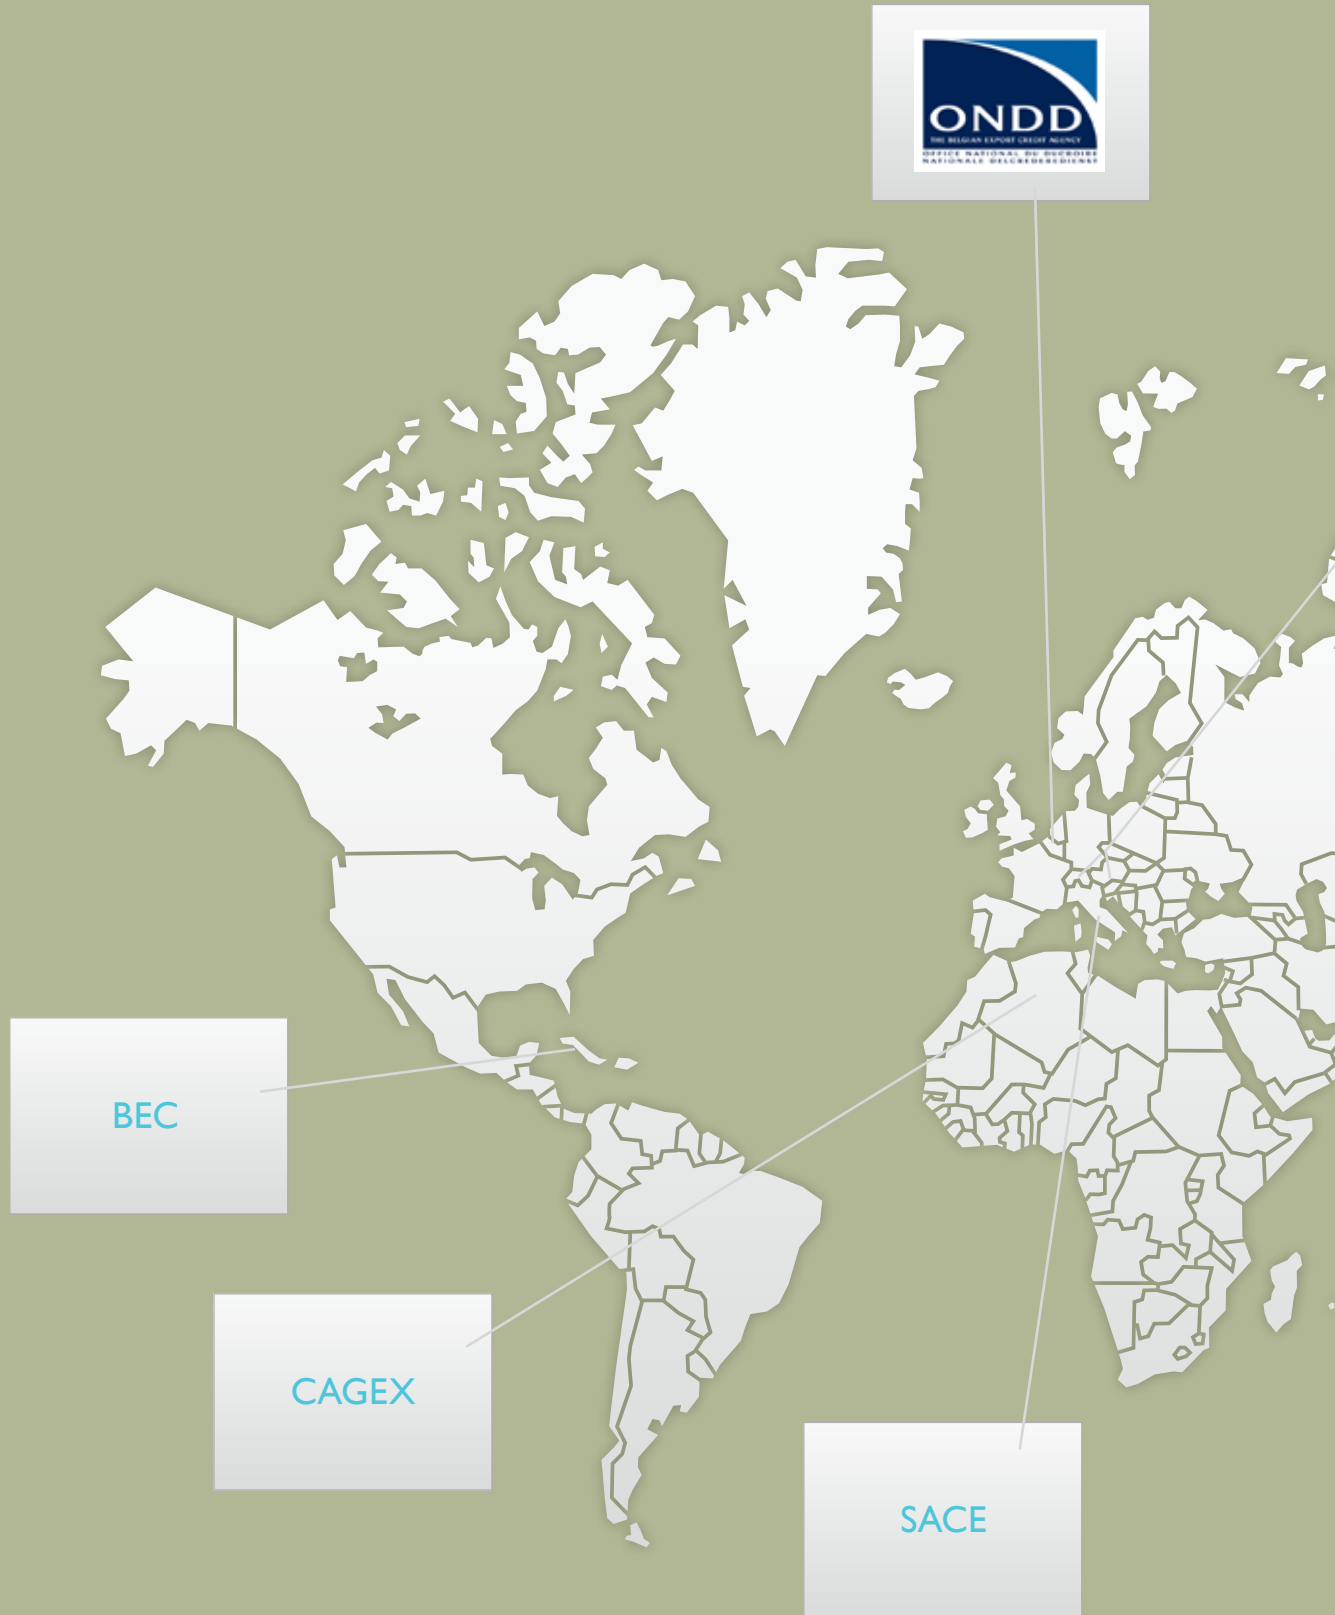 ONDD
THE BELGIAN EXPORT CREDIT AGENCY
OFFICE NATIONAL DU DUCROIRE
NATIONALE DELCREDEREDIENST
BEC
CAGEX
SACE